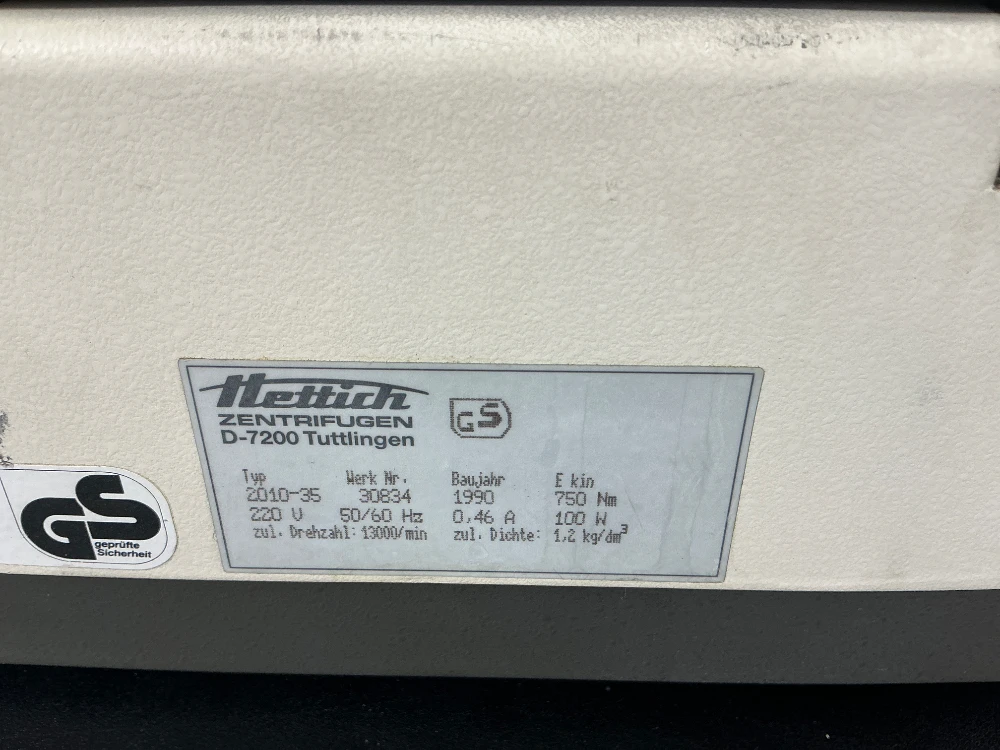 Hettich
ZENTRIFUGEN
D-7200 Tuttlingen
GS
Typ Werk Nr. Baujahr E kin
2010-35 30834 1990 750 Nm
220 V 50/60 Hz 0,46 A 100 W
zul. Drehzahl: 13000/min zul. Dichte: 1,2 kg/dm³
GS
geprüfte
Sicherheit